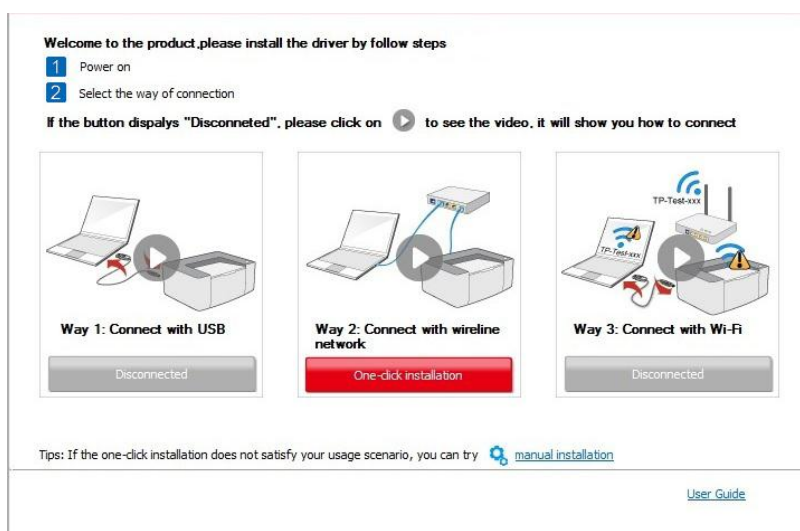 Welcome to the product,please install the driver by follow steps
1 Power on
2 Select the way of connection
If the button dispalys "Disconneted", please click on to see the video, it will show you how to connect
TP-Test-xxx
TP-Test-xxx
Way 1: Connect with USB
Way 2: Connect with wireline
network
Way 3: Connect with Wi-Fi
Disconnected
One-click installation
Disconnected
Tips: If the one-click installation does not satisfy your usage scenario, you can try manual installation
User Guide